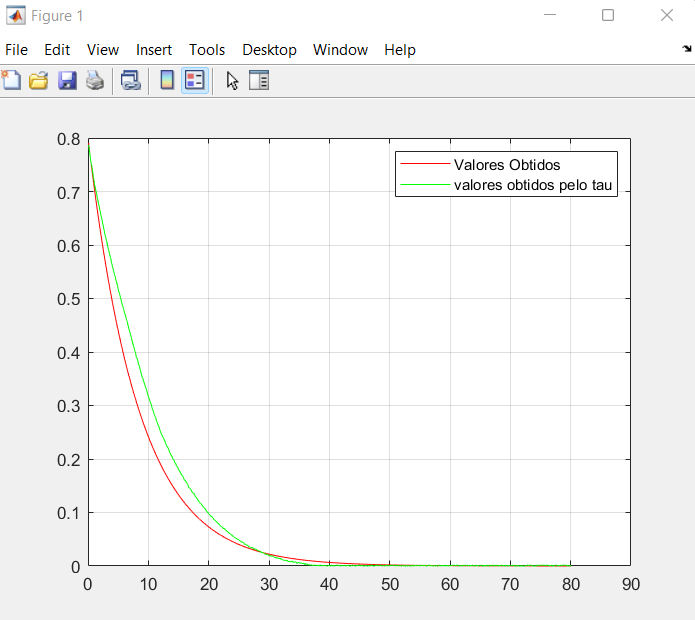 Figure 1
File Edit View Insert Tools Desktop Window Help
0.8
0.7
0.6
0.5
0.4
0.3
0.2
0.1
0
Valores Obtidos
valores obtidos pelo tau
0 10 20 30 40 50 60 70 80 90